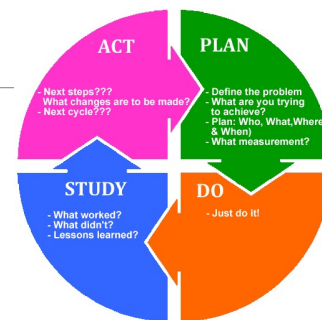 ACT
- Next steps???
What changes are to be made?
- Next cycle???
PLAN
- Define the problem
- What are you trying
to achieve?
- Plan: Who, What,Where
& When)
- What measurement?
STUDY
- What worked?
- What didn't?
- Lessons learned?
DO
- Just do it!